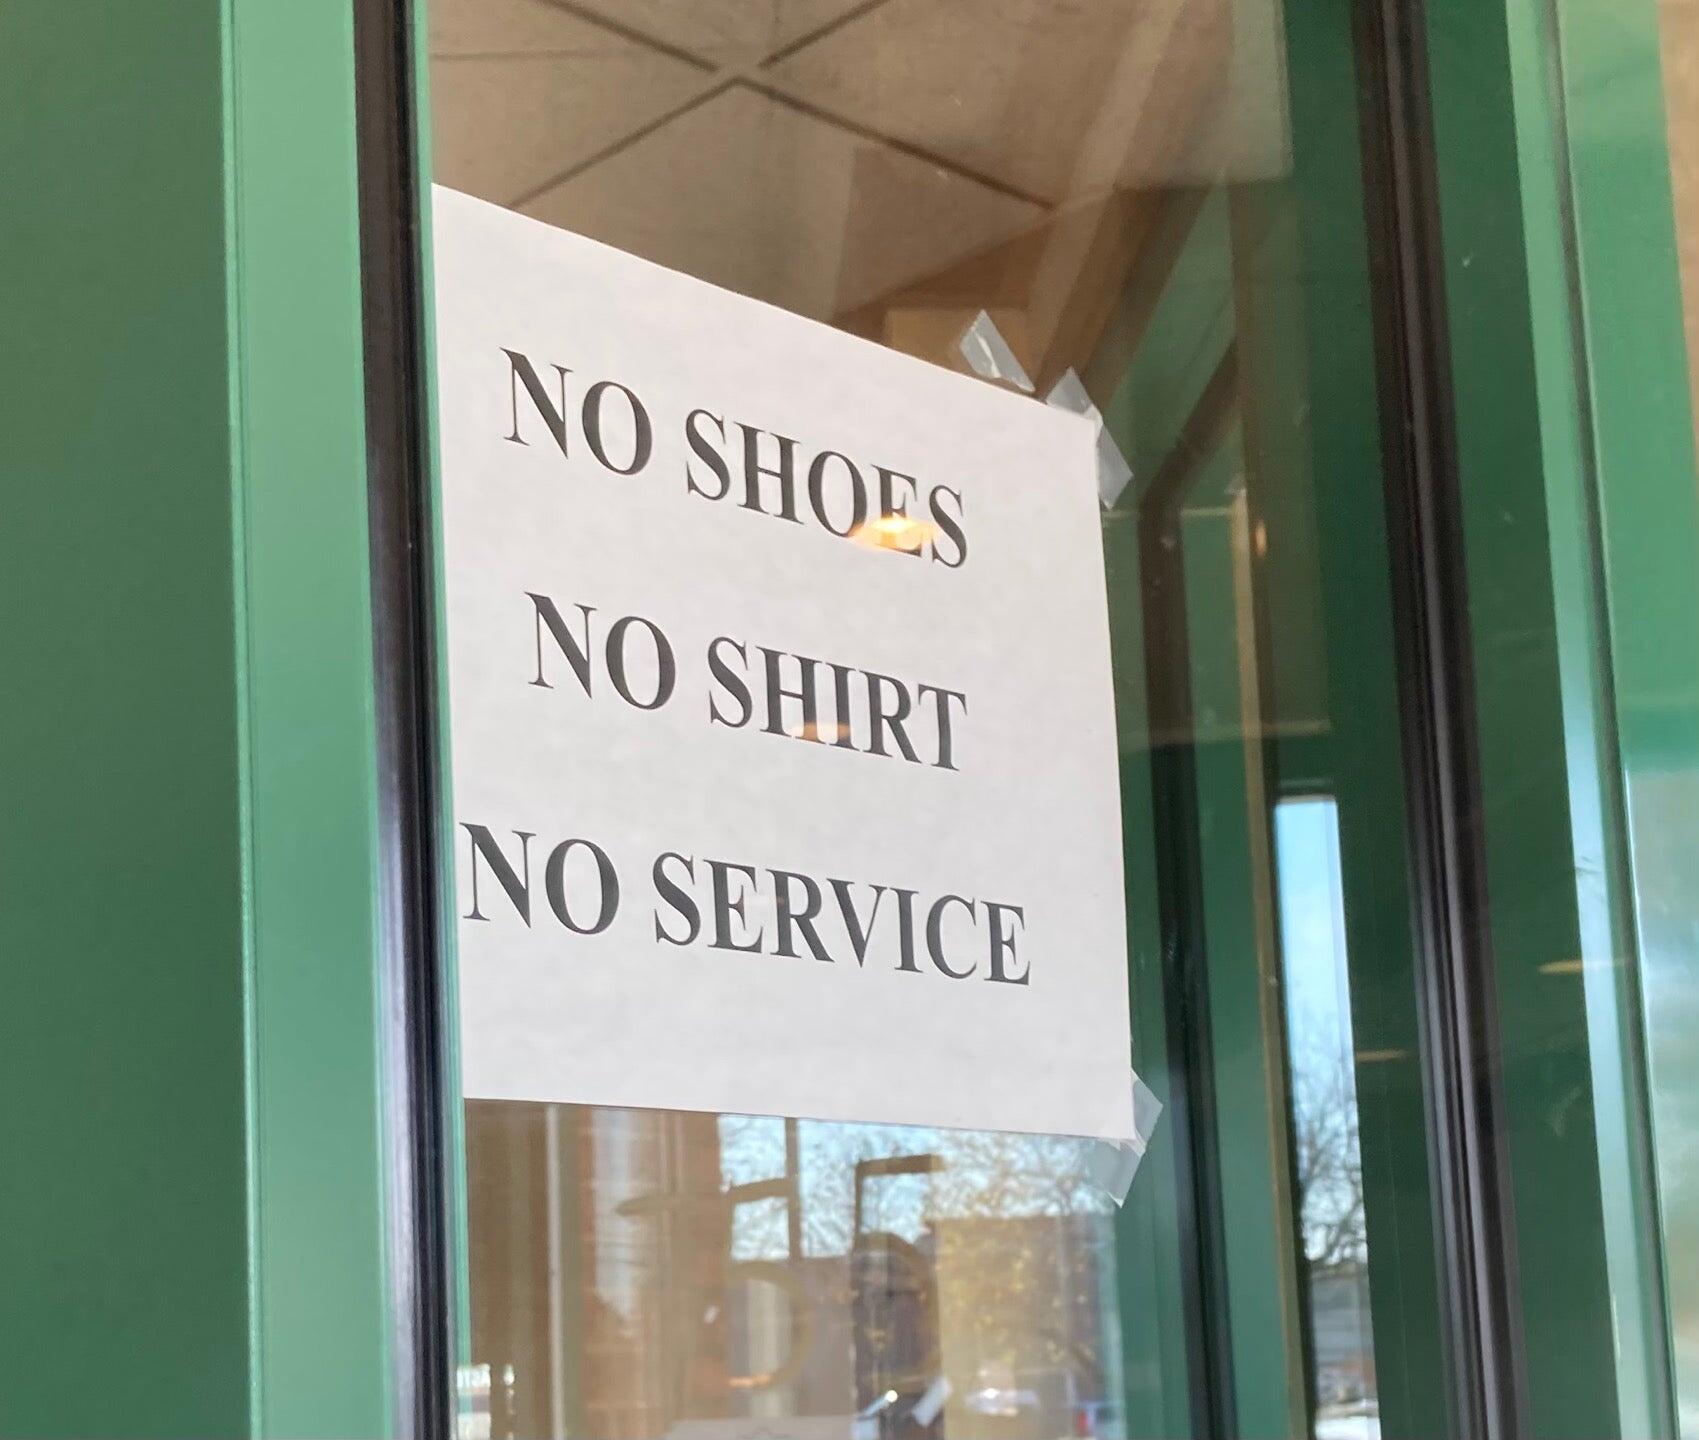 NO SHOES
NO SHIRT
NO SERVICE